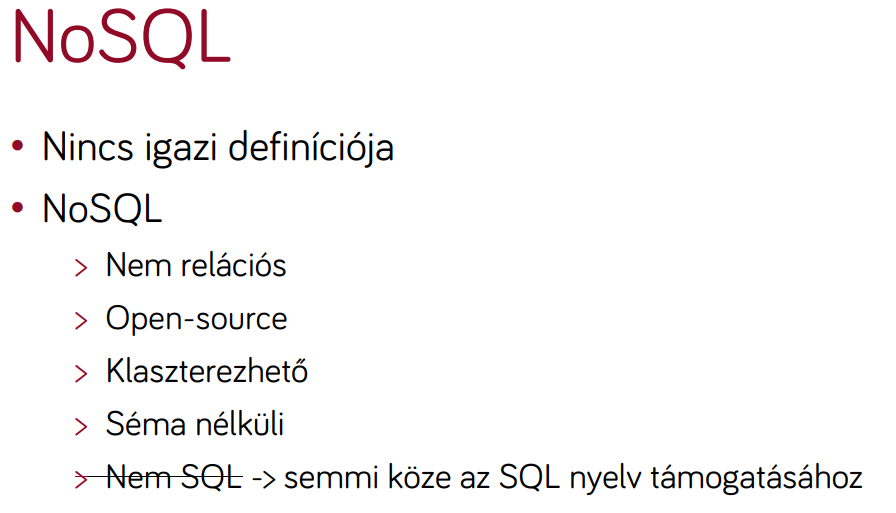 NoSQL
• Nincs igazi definíciója
• NoSQL
> Nem relációs
> Open-source
> Klaszterezhető
> Séma nélküli
> Nem SQL -> semmi köze az SQL nyelv támogatásához